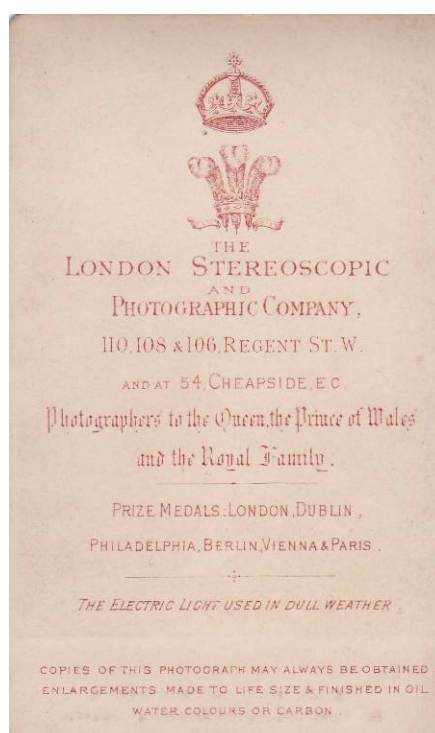 THE
LONDON STEREOSCOPIC
AND
PHOTOGRAPHIC COMPANY,
110, 108 & 106, REGENT ST. W.
AND AT 54, CHEAPSIDE, E C.
Photographers to the Queen, the Prince of Wales
and the Royal Family.
PRIZE MEDALS: LONDON, DUBLIN,
PHILADELPHIA, BERLIN, VIENNA & PARIS.
THE ELECTRIC LIGHT USED IN DULL WEATHER
COPIES OF THIS PHOTOGRAPH MAY ALWAYS BE OBTAINED
ENLARGEMENTS MADE TO LIFE SIZE & FINISHED IN OIL
WATER COLOURS OR CARBON.